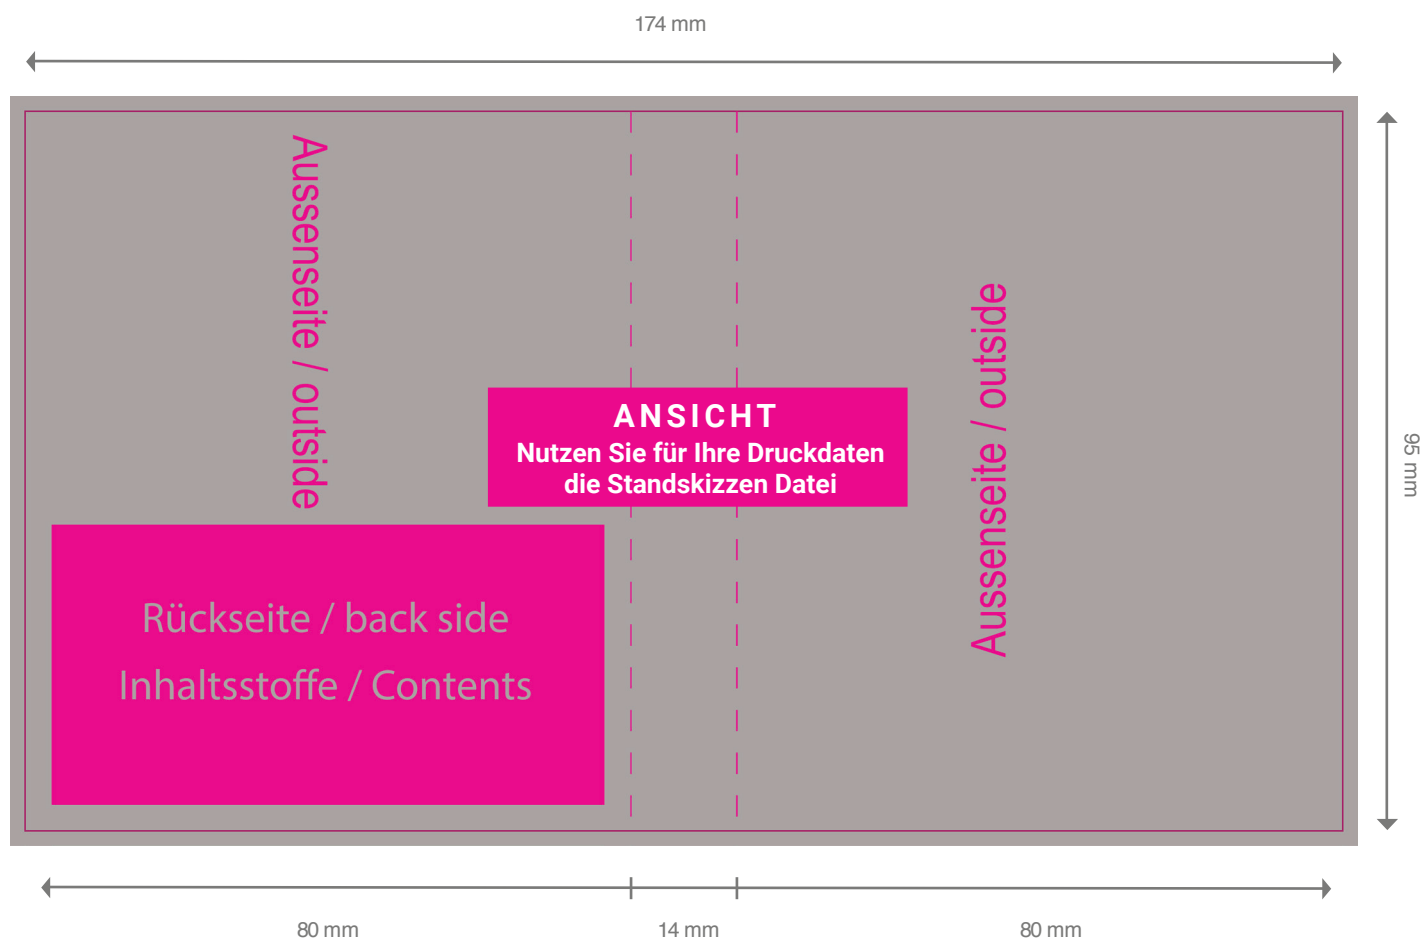 174 mm
Aussenseite / outside
Aussenseite / outside
ANSICHT
Nutzen Sie für Ihre Druckdaten
die Standskizzen Datei
95 mm
Rückseite / back side
Inhaltsstoffe / Contents
80 mm
14 mm
80 mm